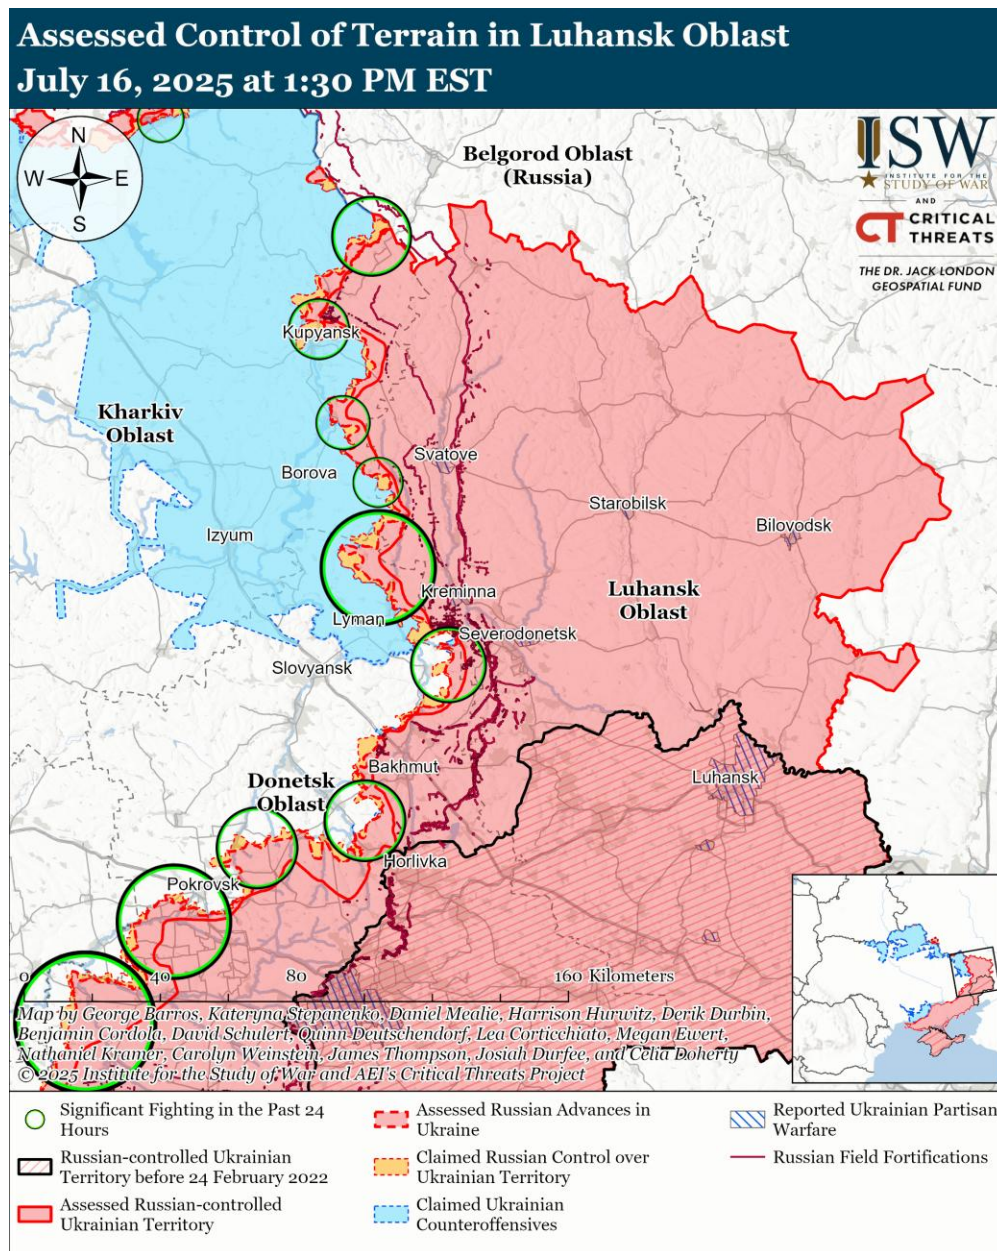 Assessed Control of Terrain in Luhansk Oblast
July 16, 2025 at 1:30 PM EST
N
W
E
S
Belgorod Oblast
(Russia)
ISW
INSTITUTE FOR THE
STUDY OF WAR
AND
CT CRITICAL
THREATS
THE DR. JACK LONDON
GEOSPATIAL FUND
Kupyansk
Kharkiv
Oblast
Svatove
Borova
Starobilsk
Bilovodsk
Izyum
Kreminna
Luhansk
Oblast
Lyman
Severodonetsk
Slovyansk
Bakhmut
Luhansk
Donetsk
Oblast
Horlivka
Pokrovsk
0
40
80
160 Kilometers
Map by George Barros, Kateryna Stepanenko, Daniel Mealie, Harrison Hurwitz, Derik Durbin,
Benjamin Cordola, David Schulert, Quinn Deutschendorf, Lea Corticchiato, Megan Ewert,
Nathaniel Kramer, Carolyn Weinstein, James Thompson, Josiah Durfee, and Celia Doherty
© 2025 Institute for the Study of War and AEI's Critical Threats Project
Significant Fighting in the Past 24
Hours
Russian-controlled Ukrainian
Territory before 24 February 2022
Assessed Russian-controlled
Ukrainian Territory
Assessed Russian Advances in
Ukraine
Claimed Russian Control over
Ukrainian Territory
Claimed Ukrainian
Counteroffensives
Reported Ukrainian Partisan
Warfare
Russian Field Fortifications